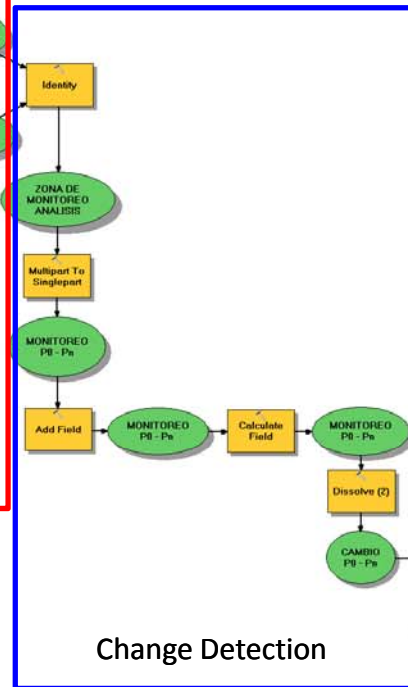 Identity
ZONA DE
MONITOREO
ANALISIS
Multipart To
Singlepart
MONITOREO
P0 - Pn
Add Field
MONITOREO
P0 - Pn
Calculate
Field
MONITOREO
P0 - Pn
Dissolve (2)
CAMBIO
P0 - Pn
Change Detection